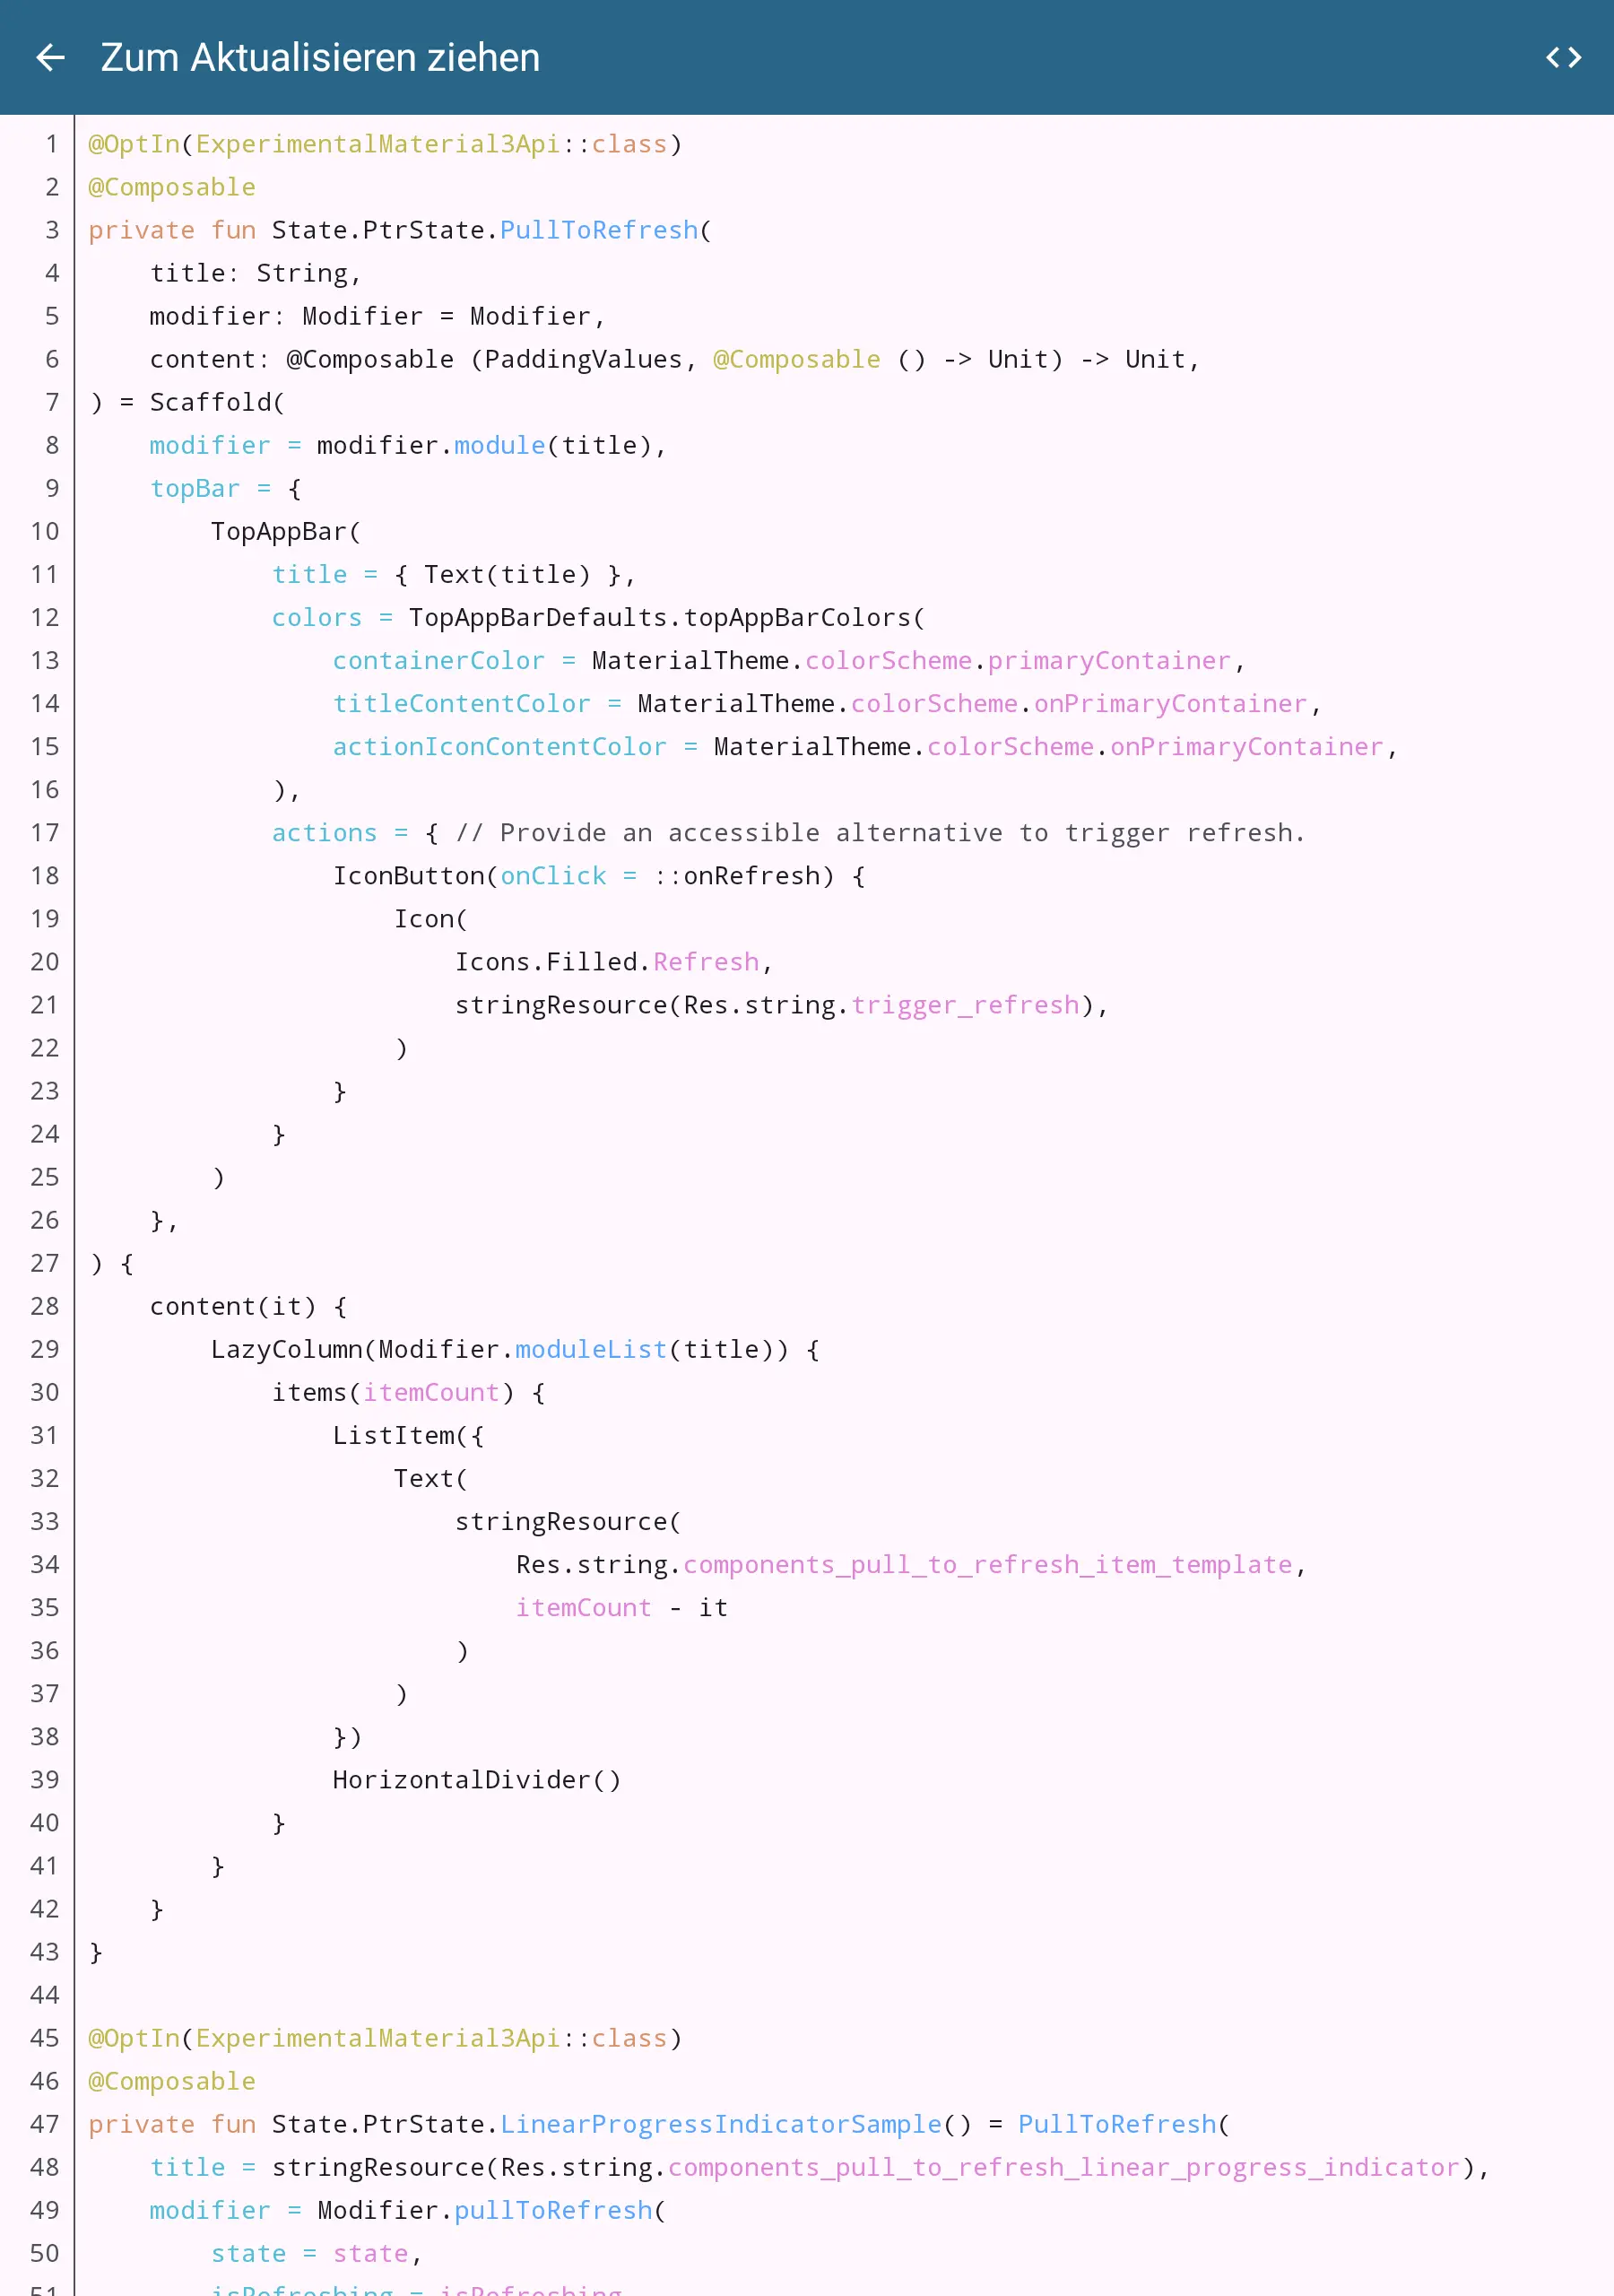 Zum Aktualisieren ziehen
1 @OptIn(ExperimentalMaterial3Api::class)
2 @Composable
3 private fun State.PtrState.PullToRefresh(
4     title: String,
5     modifier: Modifier = Modifier,
6     content: @Composable (PaddingValues, @Composable () -> Unit) -> Unit,
7 ) = Scaffold(
8     modifier = modifier.module(title),
9     topBar = {
10         TopAppBar(
11             title = { Text(title) },
12             colors = TopAppBarDefaults.topAppBarColors(
13                 containerColor = MaterialTheme.colorScheme.primaryContainer,
14                 titleContentColor = MaterialTheme.colorScheme.onPrimaryContainer,
15                 actionIconContentColor = MaterialTheme.colorScheme.onPrimaryContainer,
16             ),
17             actions = { // Provide an accessible alternative to trigger refresh.
18                 IconButton(onClick = ::onRefresh) {
19                     Icon(
20                         Icons.Filled.Refresh,
21                         stringResource(Res.string.trigger_refresh),
22                     )
23                 }
24             }
25         )
26     },
27 ) {
28     content(it) {
29         LazyColumn(Modifier.moduleList(title)) {
30             items(itemCount) {
31                 ListItem({
32                     Text(
33                         stringResource(
34                             Res.string.components_pull_to_refresh_item_template,
35                             itemCount - it
36                         )
37                     )
38                 })
39                 HorizontalDivider()
40             }
41         }
42     }
43 }
44
45 @OptIn(ExperimentalMaterial3Api::class)
46 @Composable
47 private fun State.PtrState.LinearProgressIndicatorSample() = PullToRefresh(
48     title = stringResource(Res.string.components_pull_to_refresh_linear_progress_indicator),
49     modifier = Modifier.pullToRefresh(
50         state = state,
51         isRefreshing = isRefreshing